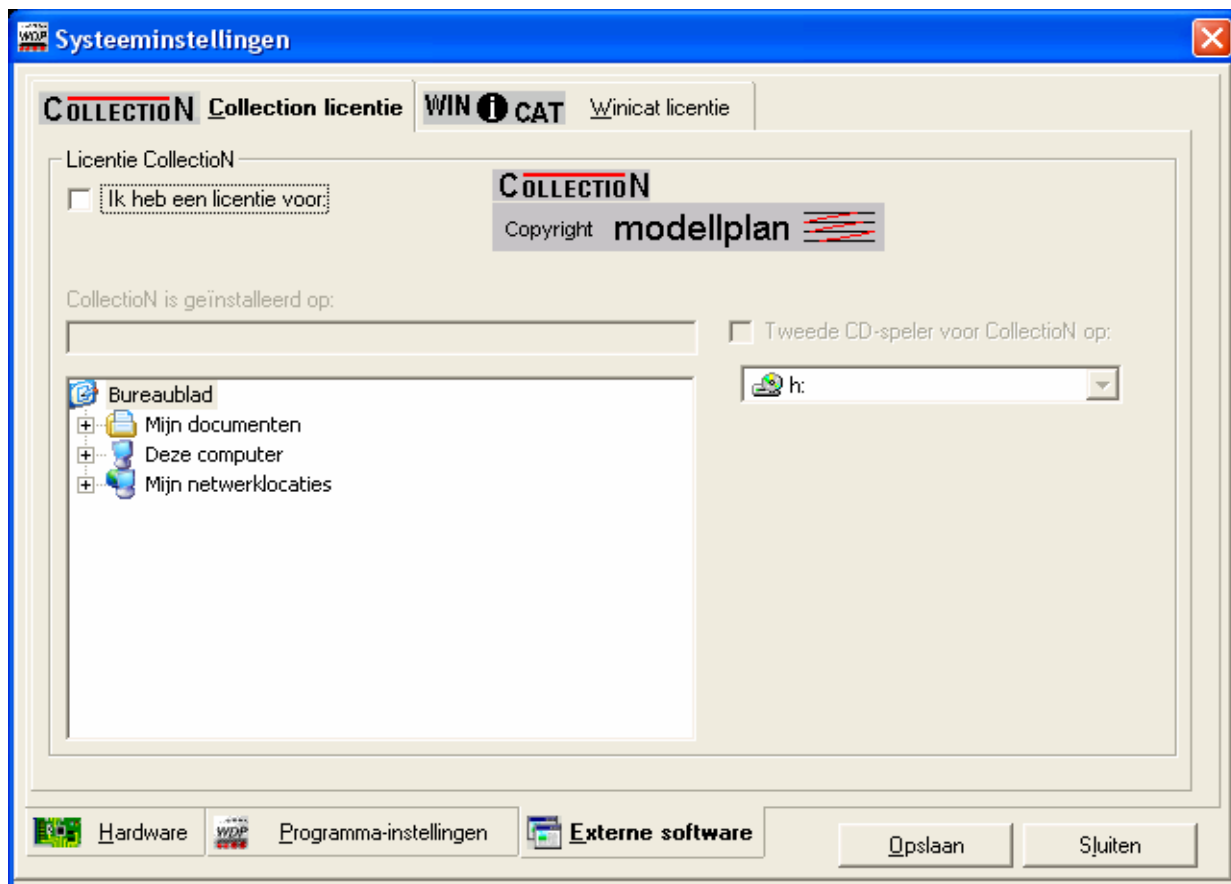 WDP Systeeminstellingen
COLLECTION Collection licentie WIN i CAT Winicat licentie
Licentie CollectioN
Ik heb een licentie voor:
COLLECTION
Copyright modellplan
CollectioN is geïnstalleerd op:
Tweede CD-speler voor CollectioN op:
h:
Bureaublad
Mijn documenten
Deze computer
Mijn netwerklocaties
Hardware WDP Programma-instellingen Externe software Opslaan Sluiten